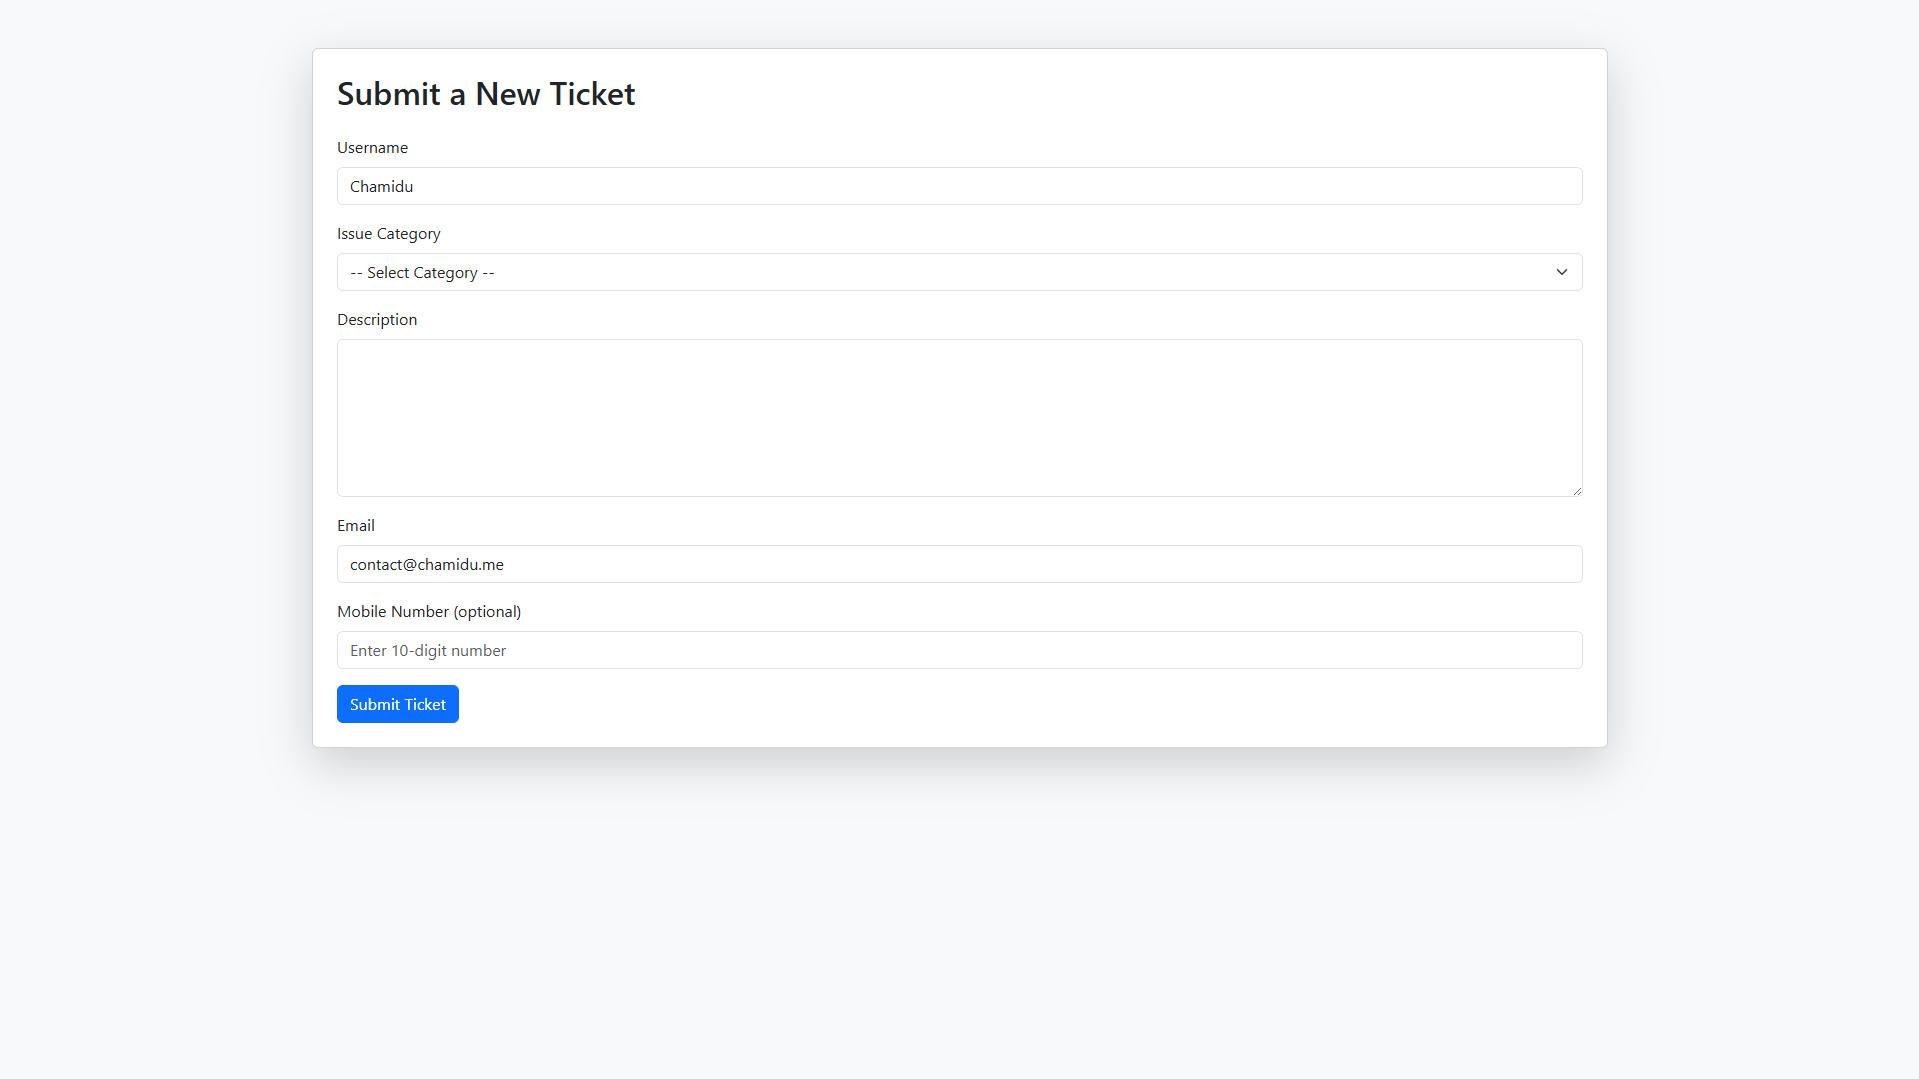 Submit a New Ticket
Username
Chamidu
Issue Category
-- Select Category --
Description
Email
contact@chamidu.me
Mobile Number (optional)
Enter 10-digit number
Submit Ticket